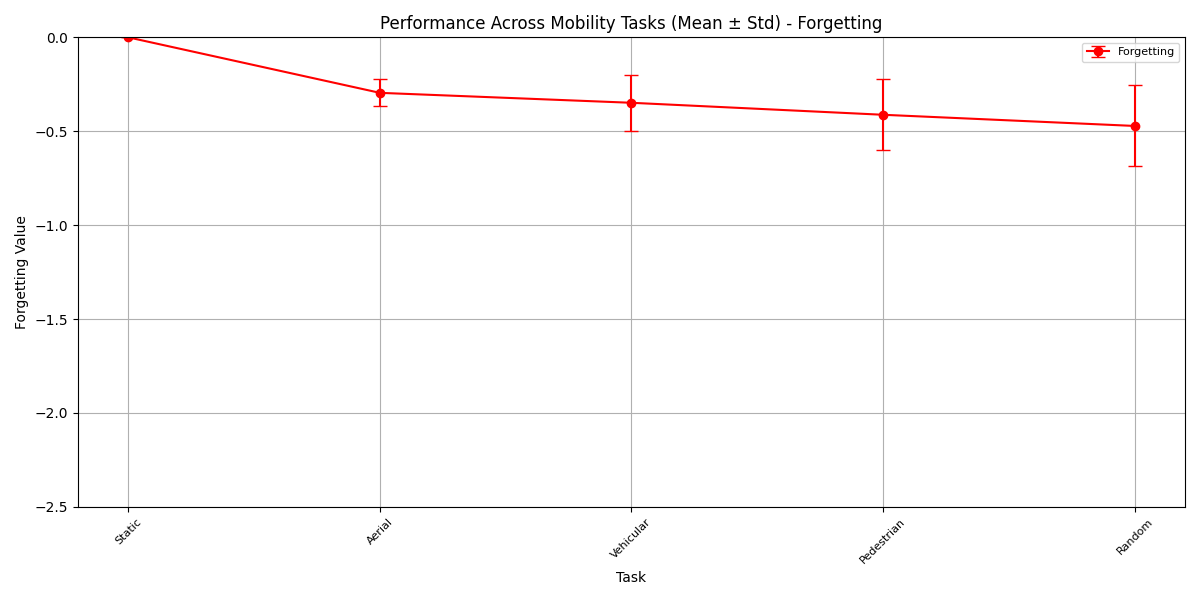 Performance Across Mobility Tasks (Mean ± Std) - Forgetting
Forgetting
0.0
−0.5
−1.0
−1.5
−2.0
−2.5
Forgetting Value
Static
Aerial
Vehicular
Pedestrian
Random
Task